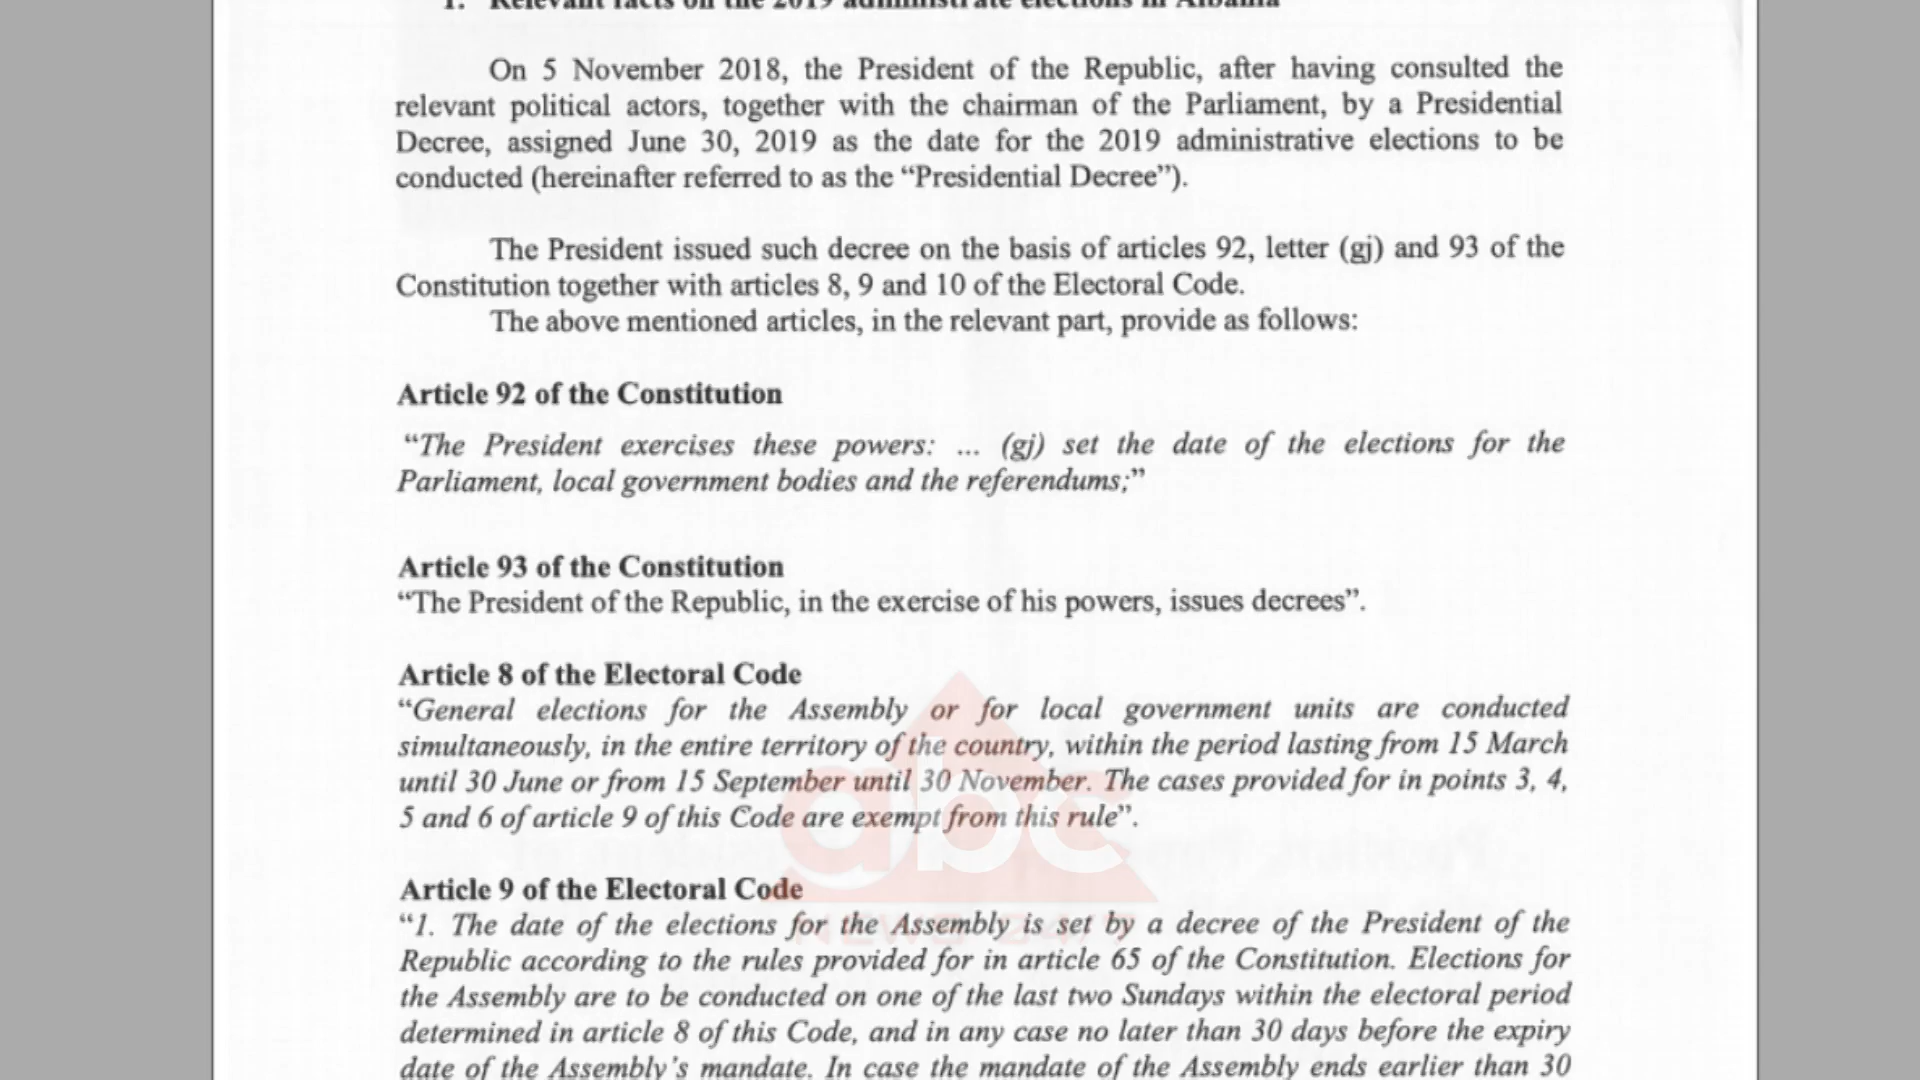 1. Relevant facts on the 2019 administrate elections in Albania
On 5 November 2018, the President of the Republic, after having consulted the
relevant political actors, together with the chairman of the Parliament, by a Presidential
Decree, assigned June 30, 2019 as the date for the 2019 administrative elections to be
conducted (hereinafter referred to as the “Presidential Decree”).
The President issued such decree on the basis of articles 92, letter (gj) and 93 of the
Constitution together with articles 8, 9 and 10 of the Electoral Code.
The above mentioned articles, in the relevant part, provide as follows:
Article 92 of the Constitution
“The President exercises these powers: ... (gj) set the date of the elections for the
Parliament, local government bodies and the referendums;”
Article 93 of the Constitution
“The President of the Republic, in the exercise of his powers, issues decrees”.
Article 8 of the Electoral Code
“General elections for the Assembly or for local government units are conducted
simultaneously, in the entire territory of the country, within the period lasting from 15 March
until 30 June or from 15 September until 30 November. The cases provided for in points 3, 4,
5 and 6 of article 9 of this Code are exempt from this rule”.
abc
Article 9 of the Electoral Code
“1. The date of the elections for the Assembly is set by a decree of the President of the
NEWS 24/7
Republic according to the rules provided for in article 65 of the Constitution. Elections for
the Assembly are to be conducted on one of the last two Sundays within the electoral period
determined in article 8 of this Code, and in any case no later than 30 days before the expiry
date of the Assembly’s mandate. In case the mandate of the Assembly ends earlier than 30